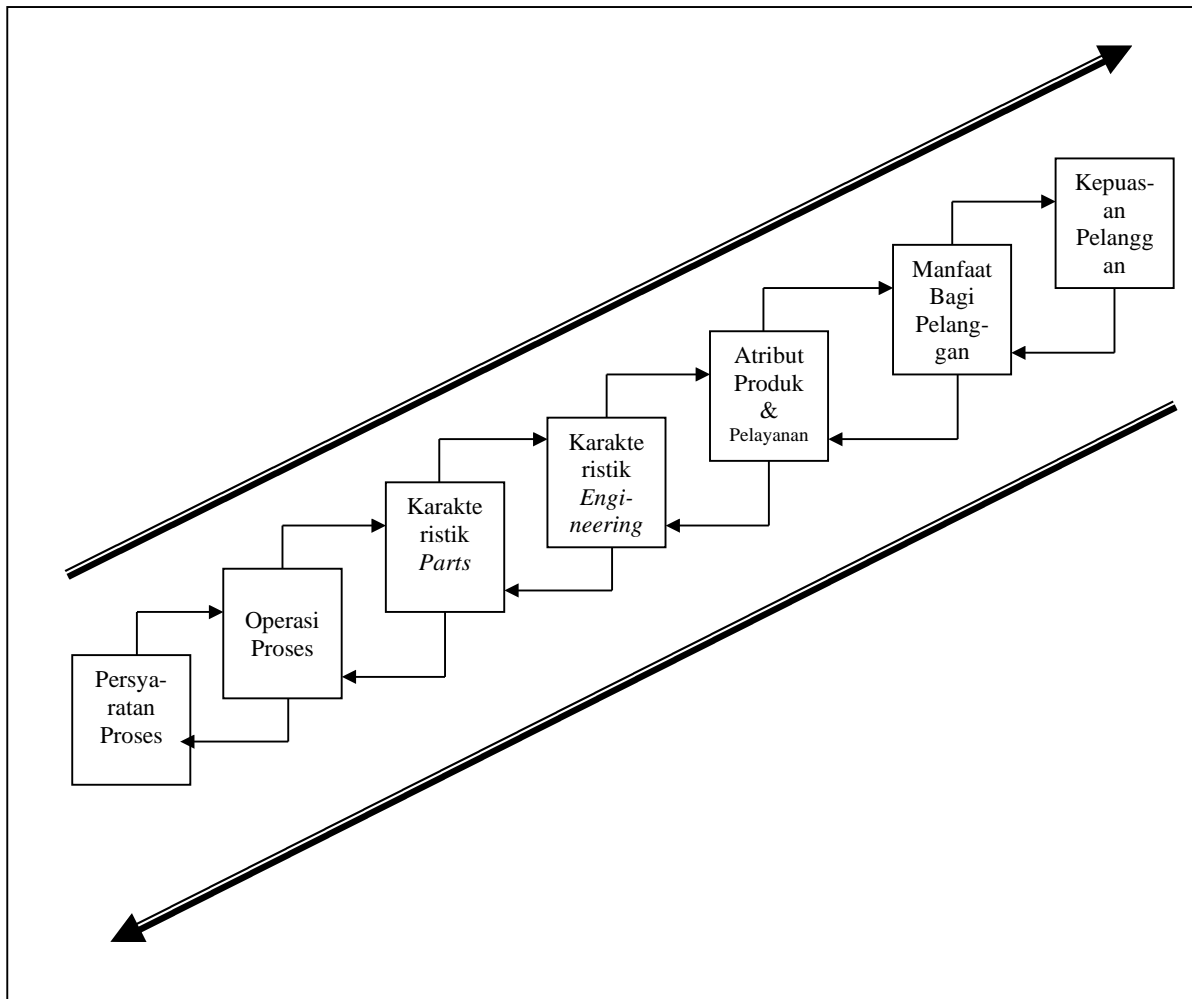 Kepuas-
an
Pelangg
an
Manfaat
Bagi
Pelang-
gan
Atribut
Produk
&
Pelayanan
Karakte
ristik
Engi-
neering
Karakte
ristik
Parts
Operasi
Proses
Persya-
ratan
Proses